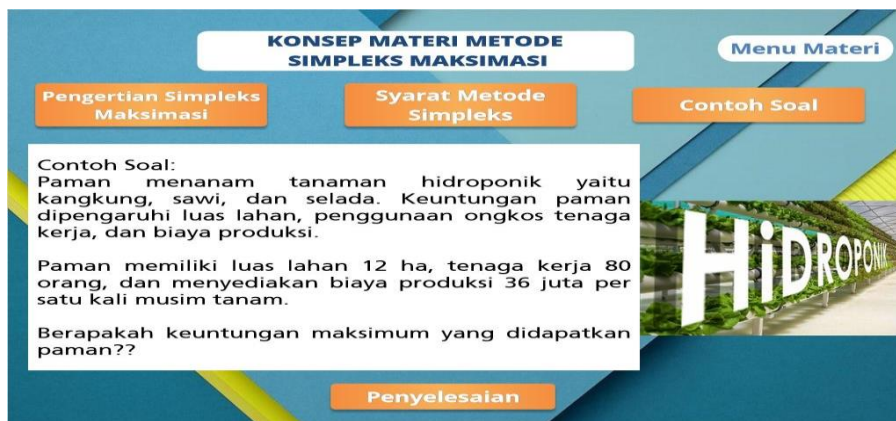 KONSEP MATERI METODE
SIMPLEKS MAKSIMASI
Menu Materi
Pengertian Simpleks
Maksimasi
Syarat Metode
Simpleks
Contoh Soal
Contoh Soal:
Paman menanam tanaman hidroponik yaitu
kangkung, sawi, dan selada. Keuntungan paman
dipengaruhi luas lahan, penggunaan ongkos tenaga
kerja, dan biaya produksi.
Paman memiliki luas lahan 12 ha, tenaga kerja 80
orang, dan menyediakan biaya produksi 36 juta per
satu kali musim tanam.
Berapakah keuntungan maksimum yang didapatkan
paman??
HiDROPONIK
Penyelesaian